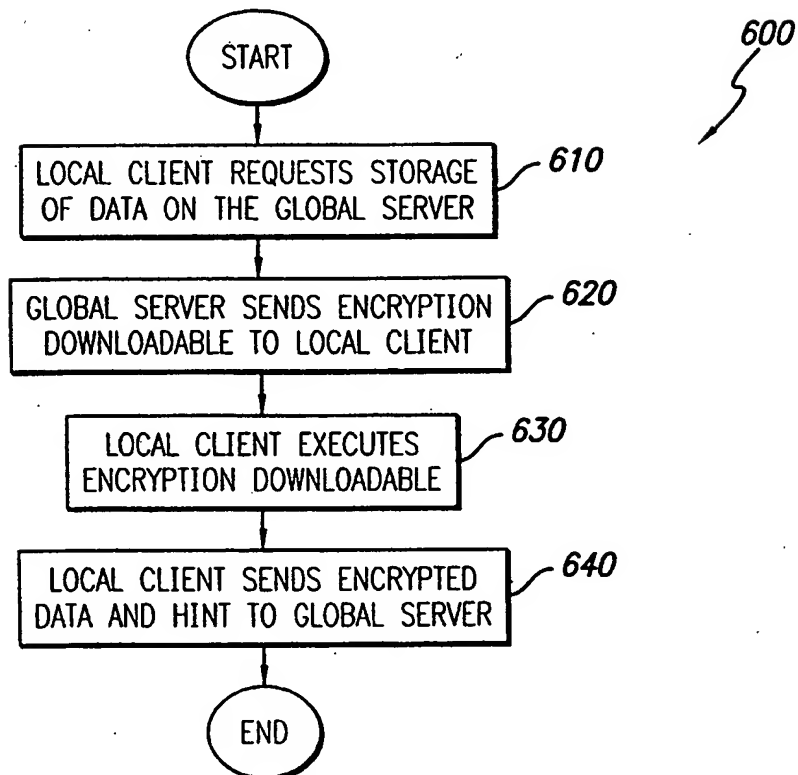 START
600
LOCAL CLIENT REQUESTS STORAGE
OF DATA ON THE GLOBAL SERVER
610
GLOBAL SERVER SENDS ENCRYPTION
DOWNLOADABLE TO LOCAL CLIENT
620
LOCAL CLIENT EXECUTES
ENCRYPTION DOWNLOADABLE
630
LOCAL CLIENT SENDS ENCRYPTED
DATA AND HINT TO GLOBAL SERVER
640
END